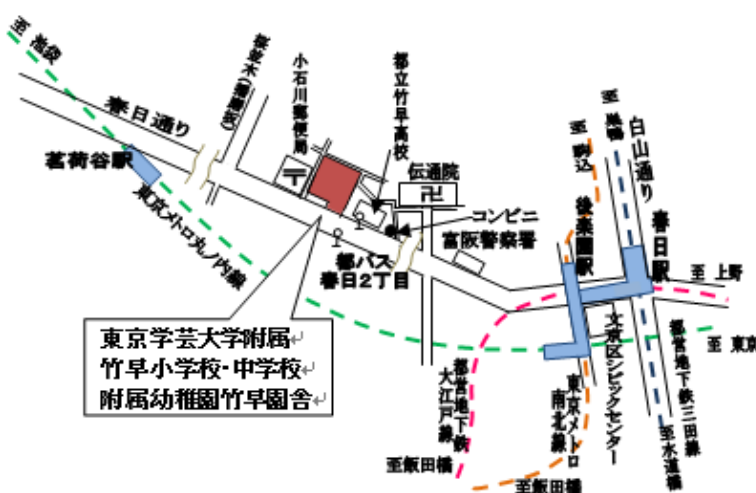 至 池袋
春日通り
茗荷谷駅
東京メトロ丸ノ内線
桜並木(播磨坂)
小石川郵便局
都立竹早高校
伝通院
コンビニ
富阪警察署
都バス
春日2丁目
東京学芸大学附属
竹早小学校・中学校
附属幼稚園竹早園舎
至 駒込
至 巣鴨
白山通り
後楽園駅
春日駅
至 上野
至 東京
文京区シビックセンター
都営地下鉄
大江戸線
東京メトロ
南北線
都営地下鉄三田線
至水道橋
至飯田橋
至飯田橋